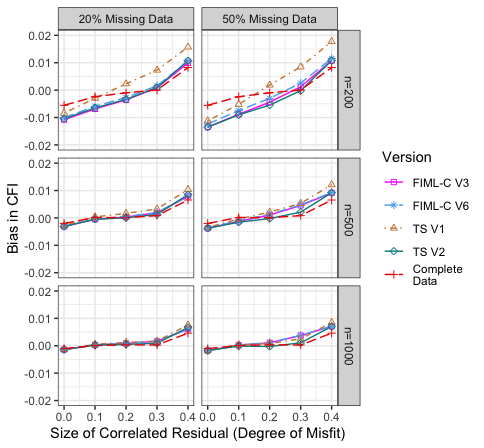 20% Missing Data
50% Missing Data
0.02
0.01
0.00
-0.01
-0.02
n=200
0.02
0.01
0.00
-0.01
-0.02
n=500
0.02
0.01
0.00
-0.01
-0.02
n=1000
Bias in CFI
0.0 0.1 0.2 0.3 0.4
0.0 0.1 0.2 0.3 0.4
Size of Correlated Residual (Degree of Misfit)
Version
FIML-C V3
FIML-C V6
TS V1
TS V2
Complete
Data